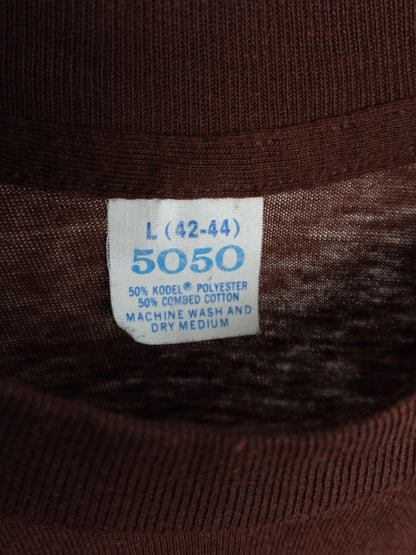 L (42-44)
5050
50% KODEL® POLYESTER
50% COMBED COTTON
MACHINE WASH AND
DRY MEDIUM